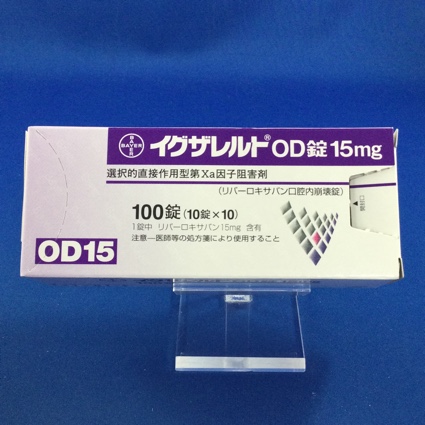 BAYER
BAYER
イグザレルト® OD錠 15mg
選択的直接作用型第Xa因子阻害剤
(リバーロキサバン口腔内崩壊錠)
100錠 (10錠×10)
1錠中 リバーロキサバン15mg 含有
注意―医師等の処方箋により使用すること
OD15